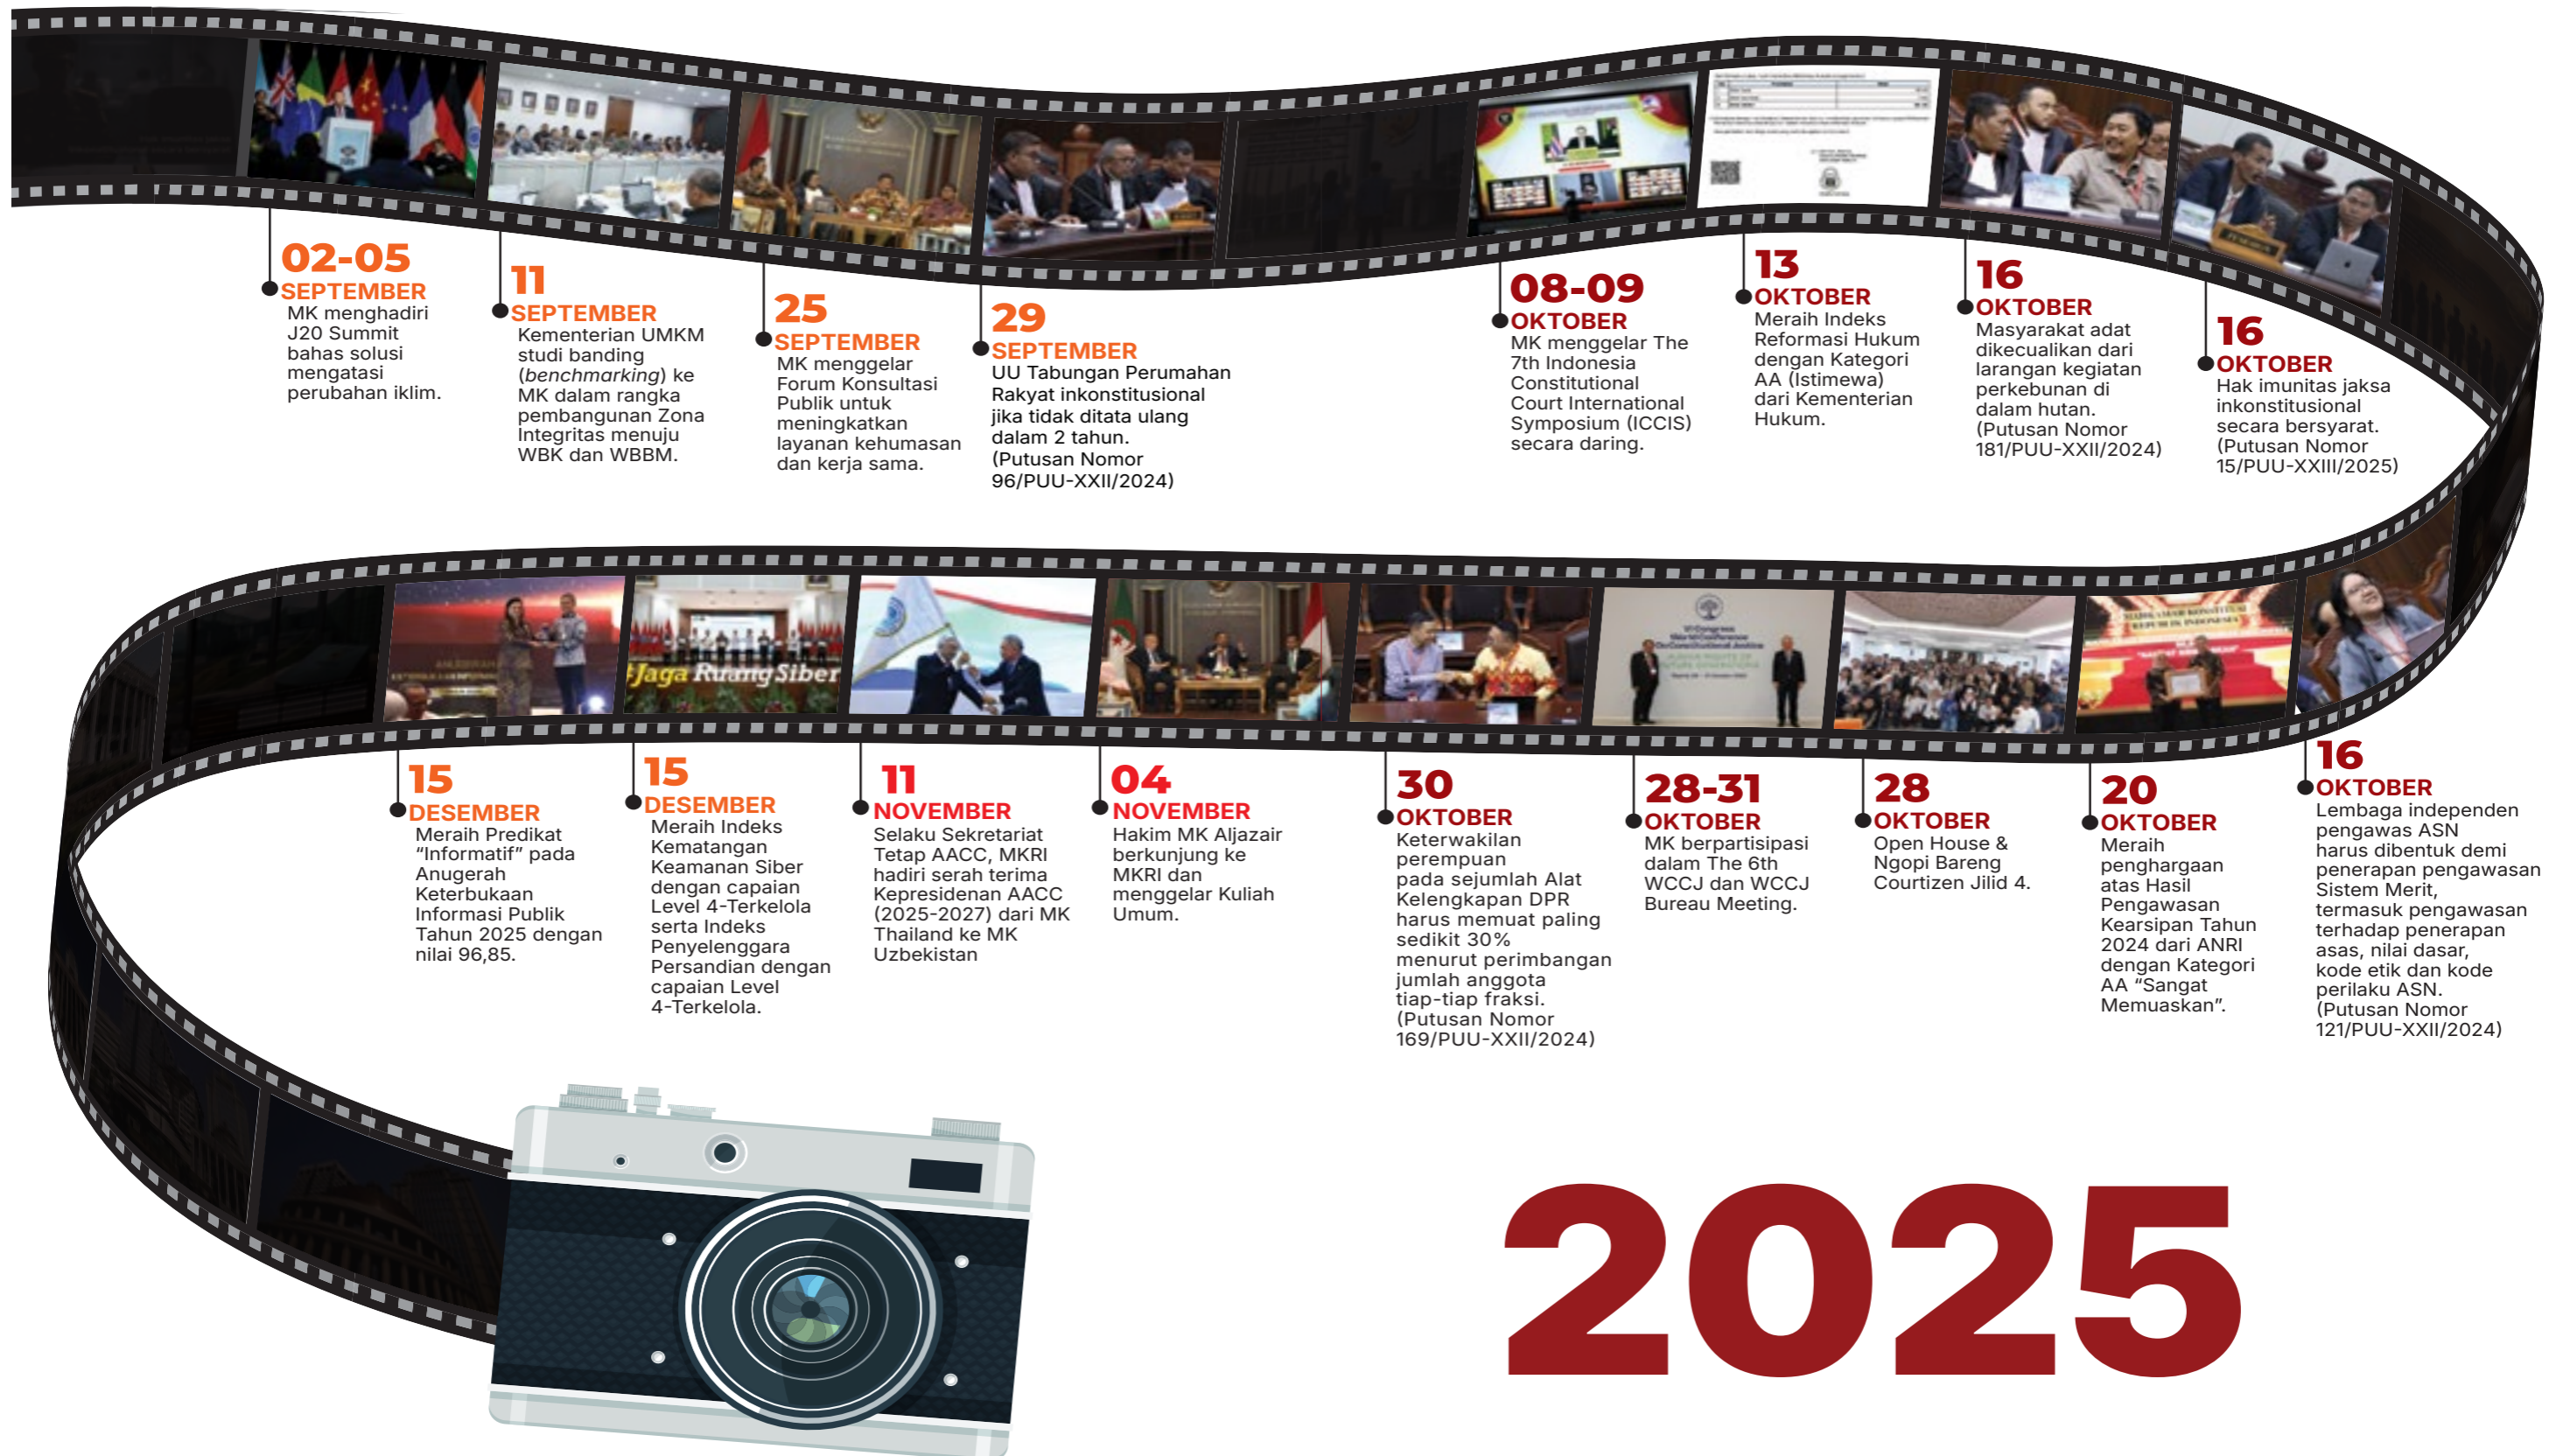 02-05
SEPTEMBER
MK menghadiri
J20 Summit
bahas solusi
mengatasi
perubahan iklim.
11
SEPTEMBER
Kementerian UMKM
studi banding
(benchmarking) ke
MK dalam rangka
pembangunan Zona
Integritas menuju
WBK dan WBBM.
25
SEPTEMBER
MK menggelar
Forum Konsultasi
Publik untuk
meningkatkan
layanan kehumasan
dan kerja sama.
29
SEPTEMBER
UU Tabungan Perumahan
Rakyat inkonstitusional
jika tidak ditata ulang
dalam 2 tahun.
(Putusan Nomor
96/PUU-XXII/2024)
08-09
OKTOBER
MK menggelar The
7th Indonesia
Constitutional
Court International
Symposium (ICCIS)
secara daring.
13
OKTOBER
Meraih Indeks
Reformasi Hukum
dengan Kategori
AA (Istimewa)
dari Kementerian
Hukum.
16
OKTOBER
Masyarakat adat
dikecualikan dari
larangan kegiatan
perkebunan di
dalam hutan.
(Putusan Nomor
181/PUU-XXII/2024)
16
OKTOBER
Hak imunitas jaksa
inkonstitusional
secara bersyarat.
(Putusan Nomor
15/PUU-XXIII/2025)
#Jaga Ruang Siber
MAHKAMAH KONSTITUSI
REPUBLIK INDONESIA
15
DESEMBER
Meraih Predikat
“Informatif” pada
Anugerah
Keterbukaan
Informasi Publik
Tahun 2025 dengan
nilai 96,85.
15
DESEMBER
Meraih Indeks
Kematangan
Keamanan Siber
dengan capaian
Level 4-Terkelola
serta Indeks
Penyelenggara
Persandian dengan
capaian Level
4-Terkelola.
11
NOVEMBER
Selaku Sekretariat
Tetap AACC, MKRI
hadiri serah terima
Kepresidenan AACC
(2025-2027) dari MK
Thailand ke MK
Uzbekistan
04
NOVEMBER
Hakim MK Aljazair
berkunjung ke
MKRI dan
menggelar Kuliah
Umum.
30
OKTOBER
Keterwakilan
perempuan
pada sejumlah Alat
Kelengkapan DPR
harus memuat paling
sedikit 30%
menurut perimbangan
jumlah anggota
tiap-tiap fraksi.
(Putusan Nomor
169/PUU-XXII/2024)
28-31
OKTOBER
MK berpartisipasi
dalam The 6th
WCCJ dan WCCJ
Bureau Meeting.
28
OKTOBER
Open House &
Ngopi Bareng
Courtizen Jilid 4.
20
OKTOBER
Meraih
penghargaan
atas Hasil
Pengawasan
Kearsipan Tahun
2024 dari ANRI
dengan Kategori
AA “Sangat
Memuaskan”.
16
OKTOBER
Lembaga independen
pengawas ASN
harus dibentuk demi
penerapan pengawasan
Sistem Merit,
termasuk pengawasan
terhadap penerapan
asas, nilai dasar,
kode etik dan kode
perilaku ASN.
(Putusan Nomor
121/PUU-XXII/2024)
2025